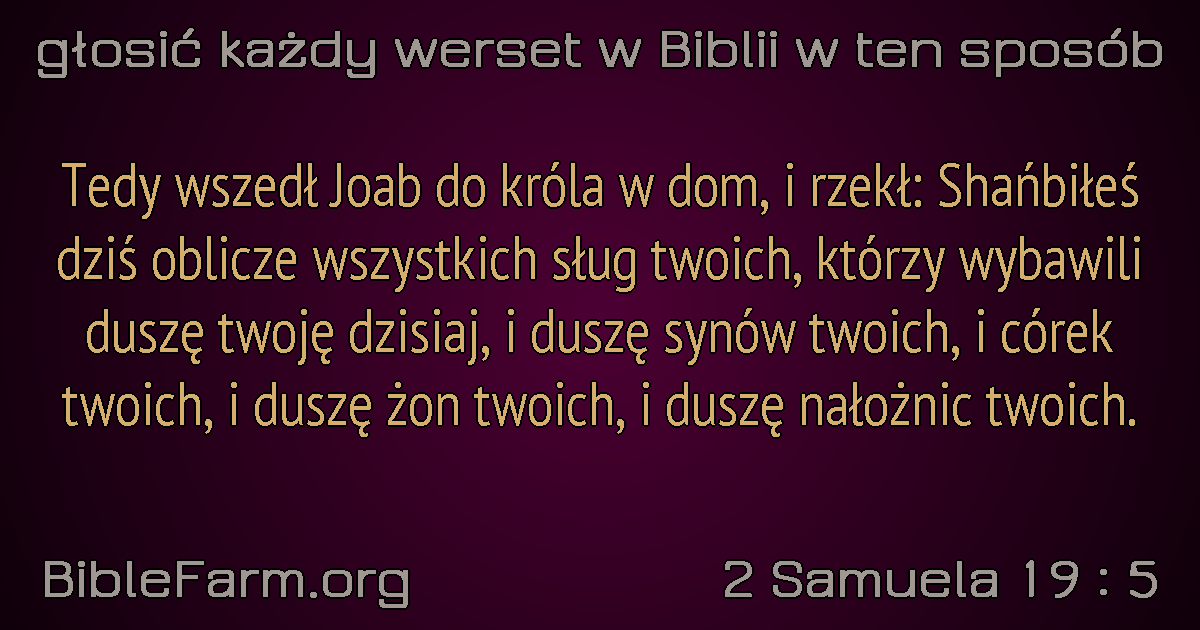 głosić każdy werset w Biblii w ten sposób
Tedy wszedł Joab do króla w dom, i rzekł: Shańbiłeś
dziś oblicze wszystkich sług twoich, którzy wybawili
duszę twoję dzisiaj, i duszę synów twoich, i córek
twoich, i duszę żon twoich, i duszę nałożnic twoich.
BibleFarm.org
2 Samuela 19 : 5